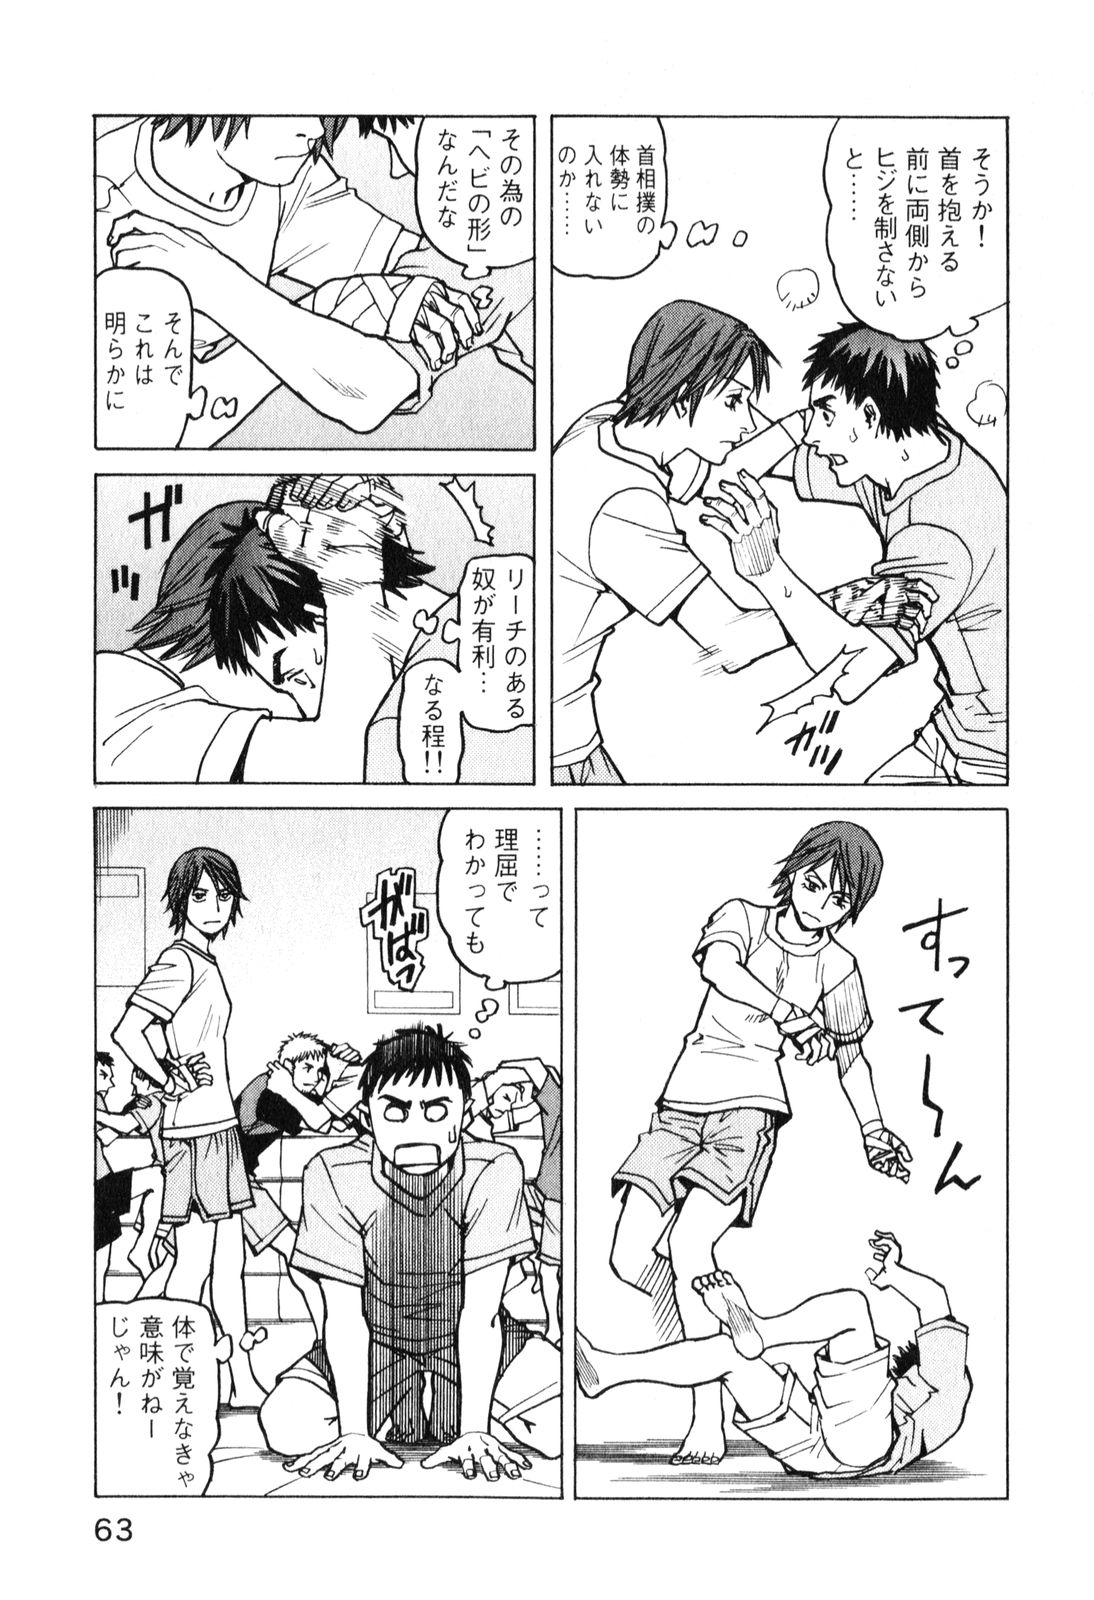 そうか！
首を抱える
前に両側から
ヒジを制さない
と……
首相撲の
体勢に
入れない
のか……
ガッ
その為の
「ヘビの形」
なんだな
そんで
これは
明らかに
リーチのある
奴が有利…
なる程!!
ガッ
すってーん
……って
理屈で
わかっても
がばっ
体で覚えなきゃ
意味がねー
じゃん！
63